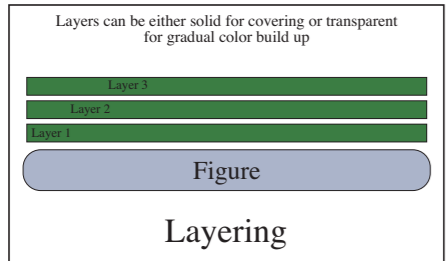 Layers can be either solid for covering or transparent
for gradual color build up
Layer 3
Layer 2
Layer 1
Figure
Layering